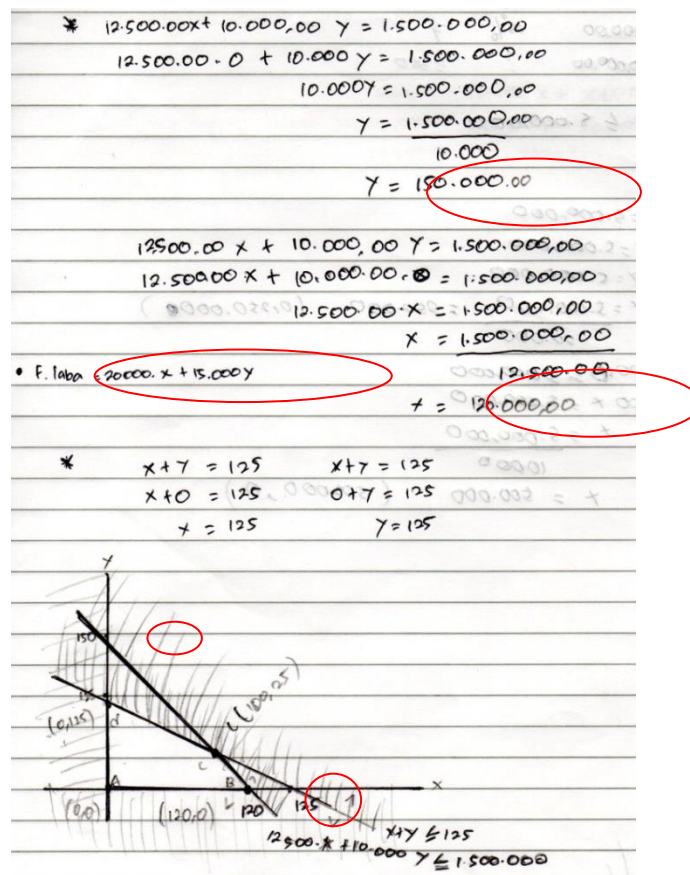 * 12.500.00x + 10.000,00 Y = 1.500.000,00
12.500.00 - 0 + 10.000 Y = 1.500.000,00
10.000Y = 1.500.000,00
Y = 1.500.000,00
10.000
Y = 150.000.00
12500.00 x + 10.000,00 Y = 1.500.000,00
12.50000 x + 10.000.00.0 = 1.500.000,00
12.500.00.x = 1.500.000,00
x = 1.500.000,00
12.500.00
• F. laba = 20000.x + 15.000Y
x = 120.000,00
* x+Y = 125 x+Y = 125
x+0 = 125 0+Y = 125
x = 125 Y = 125
Y
150
125
(0,125)
C (100,25)
C
A B x
(0,0) (120,0) 120 125
x+Y ≤ 125
12500.x + 10.000 Y ≤ 1.500.000